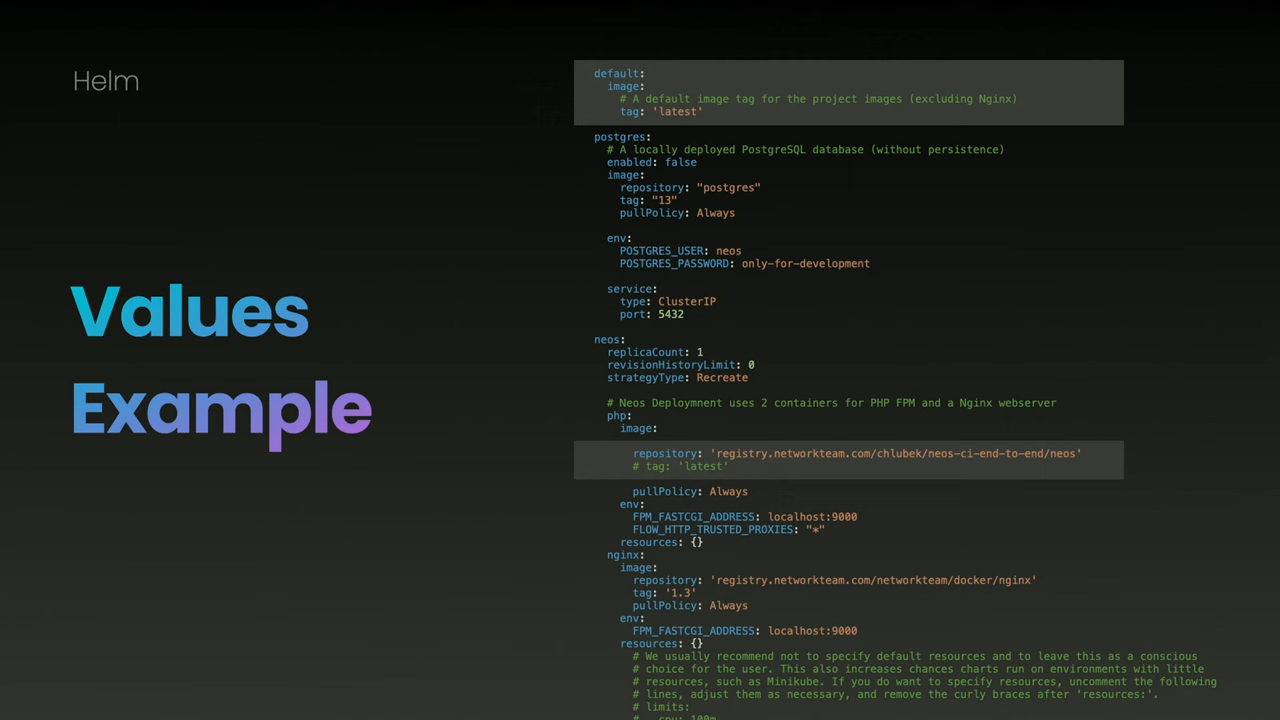 Helm
Values
Example
default:
image:
# A default image tag for the project images (excluding Nginx)
tag: 'latest'
postgres:
# A locally deployed PostgreSQL database (without persistence)
enabled: false
image:
repository: "postgres"
tag: "13"
pullPolicy: Always
env:
POSTGRES_USER: neos
POSTGRES_PASSWORD: only-for-development
service:
type: ClusterIP
port: 5432
neos:
replicaCount: 1
revisionHistoryLimit: 0
strategyType: Recreate
# Neos Deploymnent uses 2 containers for PHP FPM and a Nginx webserver
php:
image:
repository: 'registry.networkteam.com/chlubek/neos-ci-end-to-end/neos'
# tag: 'latest'
pullPolicy: Always
env:
FPM_FASTCGI_ADDRESS: localhost:9000
FLOW_HTTP_TRUSTED_PROXIES: "*"
resources: {}
nginx:
image:
repository: 'registry.networkteam.com/networkteam/docker/nginx'
tag: '1.3'
pullPolicy: Always
env:
FPM_FASTCGI_ADDRESS: localhost:9000
resources: {}
# We usually recommend not to specify default resources and to leave this as a conscious
# choice for the user. This also increases chances charts run on environments with little
# resources, such as Minikube. If you do want to specify resources, uncomment the following
# lines, adjust them as necessary, and remove the curly braces after 'resources:'.
# limits:
# cpu: 100m